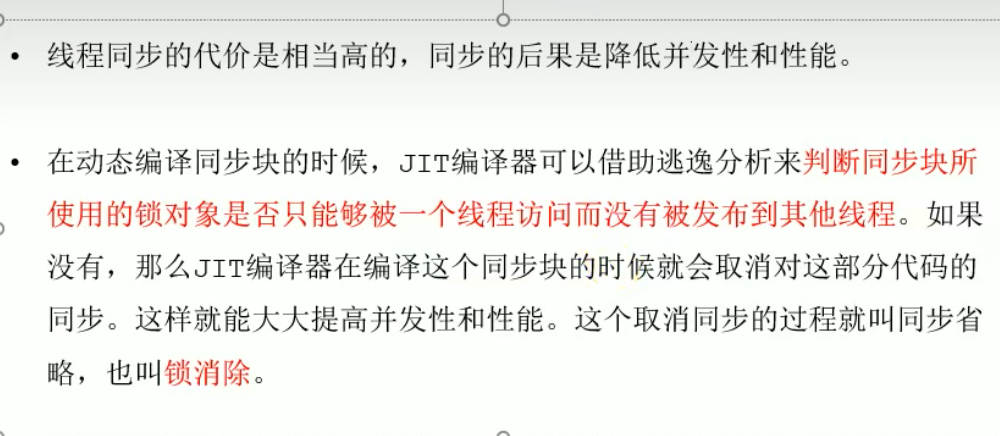 • 线程同步的代价是相当高的，同步的后果是降低并发性和性能。
• 在动态编译同步块的时候，JIT编译器可以借助逃逸分析来判断同步块所
使用的锁对象是否只能够被一个线程访问而没有被发布到其他线程。如果
没有，那么JIT编译器在编译这个同步块的时候就会取消对这部分代码的
同步。这样就能大大提高并发性和性能。这个取消同步的过程就叫同步省
略，也叫锁消除。